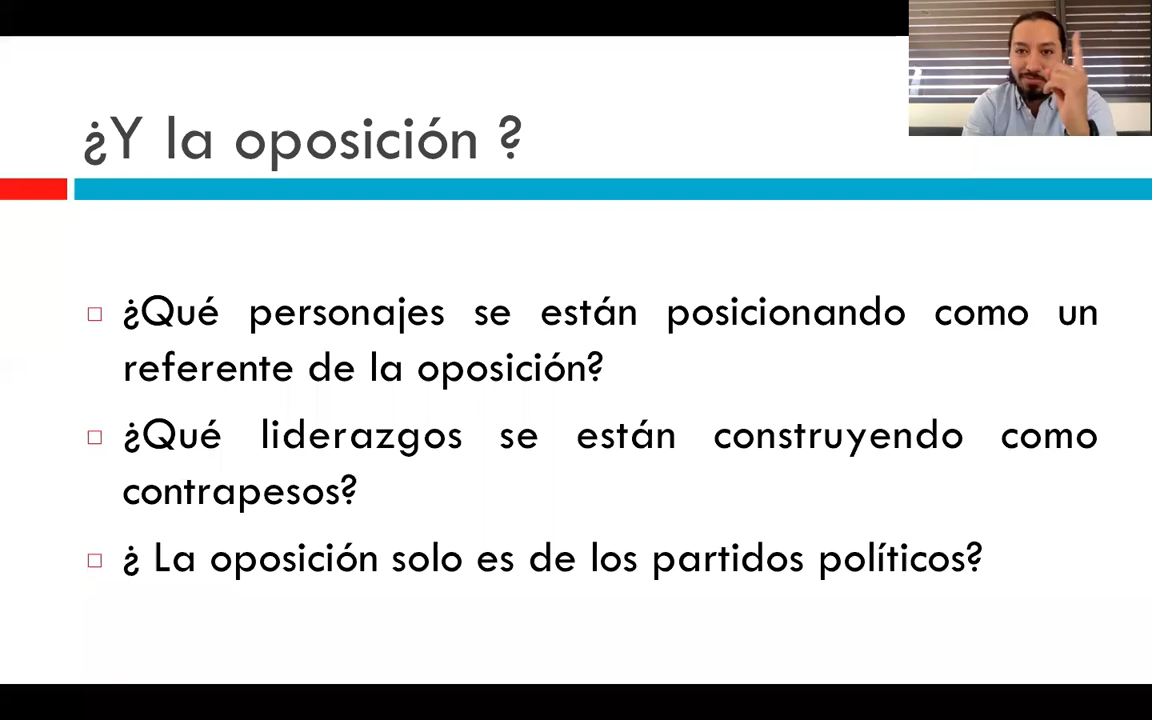 ¿Y la oposición ?
¿Qué personajes se están posicionando como un
referente de la oposición?
¿Qué liderazgos se están construyendo como
contrapesos?
¿ La oposición solo es de los partidos políticos?